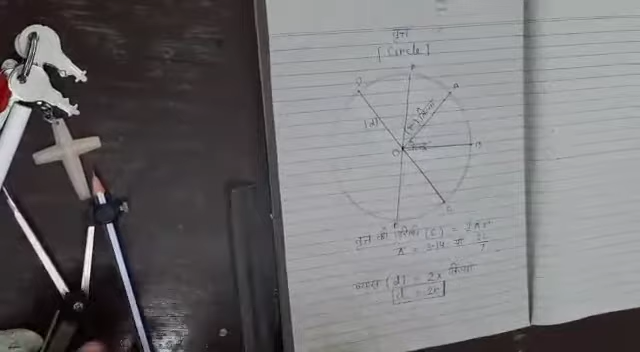 वृत्त
[Circle]
(d)
(r) त्रिज्या
O केन्द्र
वृत्त की परिधि (C) = 2πr
π = 3.14 या 22/7
व्यास (d) = 2x त्रिज्या
d = 2r